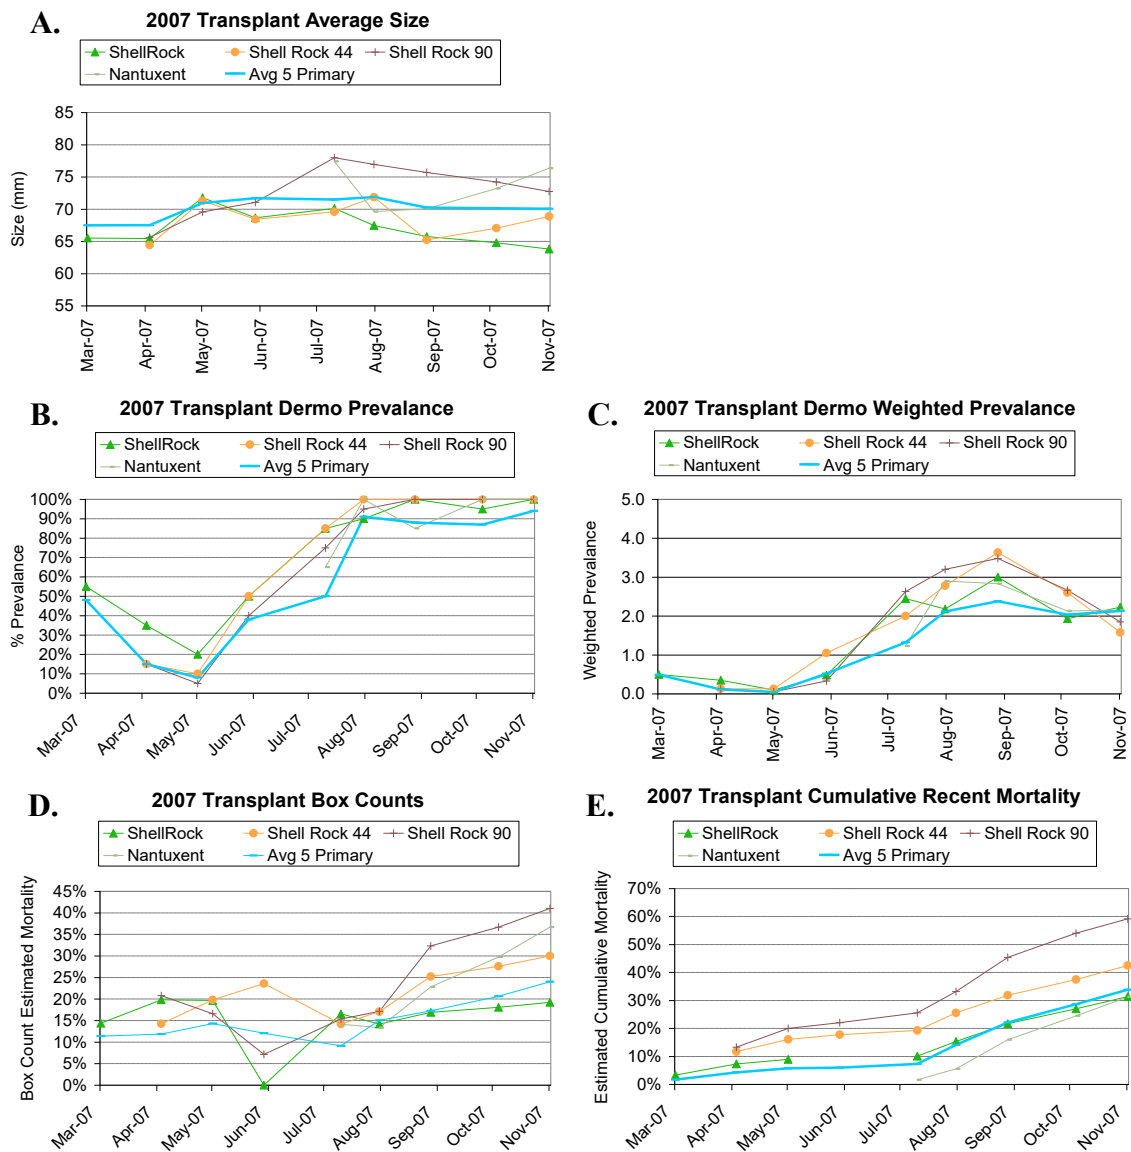 A.
2007 Transplant Average Size
ShellRock Shell Rock 44 Shell Rock 90
Nantuxent Avg 5 Primary
Size (mm)
85
80
75
70
65
60
55
Mar-07 Apr-07 May-07 Jun-07 Jul-07 Aug-07 Sep-07 Oct-07 Nov-07
B.
2007 Transplant Dermo Prevalance
ShellRock Shell Rock 44 Shell Rock 90
Nantuxent Avg 5 Primary
% Prevalance
100%
90%
80%
70%
60%
50%
40%
30%
20%
10%
0%
Mar-07 Apr-07 May-07 Jun-07 Jul-07 Aug-07 Sep-07 Oct-07 Nov-07
C.
2007 Transplant Dermo Weighted Prevalance
ShellRock Shell Rock 44 Shell Rock 90
Nantuxent Avg 5 Primary
Weighted Prevalance
5.0
4.0
3.0
2.0
1.0
0.0
Mar-07 Apr-07 May-07 Jun-07 Jul-07 Aug-07 Sep-07 Oct-07 Nov-07
D.
2007 Transplant Box Counts
ShellRock Shell Rock 44 Shell Rock 90
Nantuxent Avg 5 Primary
Box Count Estimated Mortality
45%
40%
35%
30%
25%
20%
15%
10%
5%
0%
Mar-07 Apr-07 May-07 Jun-07 Jul-07 Aug-07 Sep-07 Oct-07 Nov-07
E.
2007 Transplant Cumulative Recent Mortality
ShellRock Shell Rock 44 Shell Rock 90
Nantuxent Avg 5 Primary
Estimated Cumulative Mortality
70%
60%
50%
40%
30%
20%
10%
0%
Mar-07 Apr-07 May-07 Jun-07 Jul-07 Aug-07 Sep-07 Oct-07 Nov-07